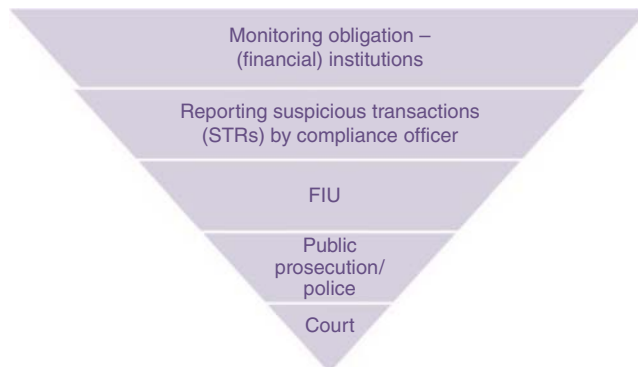 Monitoring obligation –
(financial) institutions
Reporting suspicious transactions
(STRs) by compliance officer
FIU
Public
prosecution/
police
Court